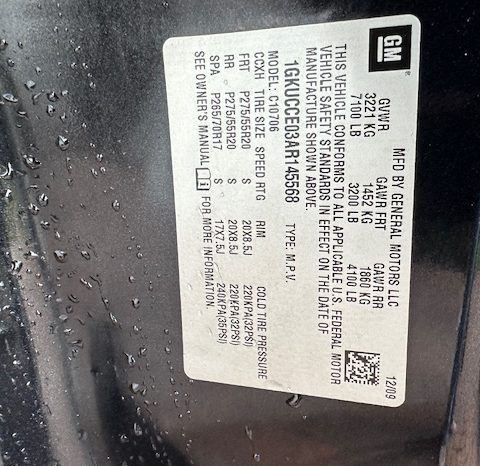 GM
MFD BY GENERAL MOTORS LLC 12/09
GVWR GAWR FRT GAWR RR
3221 KG 1452 KG 1860 KG
7100 LB 3200 LB 4100 LB
THIS VEHICLE CONFORMS TO ALL APPLICABLE U.S. FEDERAL MOTOR
VEHICLE SAFETY STANDARDS IN EFFECT ON THE DATE OF
MANUFACTURE SHOWN ABOVE.
1GKUCCE03AR145568 TYPE: M.P.V.
MODEL: C10706
CCXH TIRE SIZE SPEED RTG RIM COLD TIRE PRESSURE
FRT P275/55R20 S 20X8.5J 220KPA(32PSI)
RR P275/55R20 S 20X8.5J 220KPA(32PSI)
SPA P265/70R17 S 17X7.5J 240KPA(35PSI)
SEE OWNER'S MANUAL i FOR MORE INFORMATION.